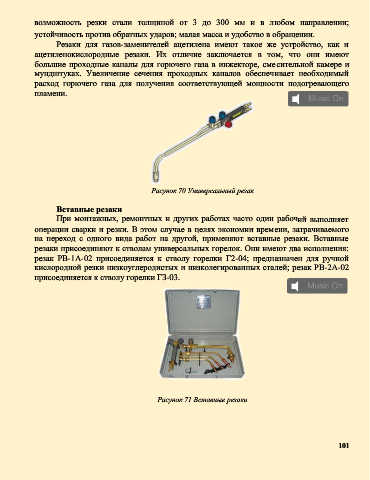 возможность резки стали толщиной от 3 до 300 мм и в любом направлении;
устойчивость против обратных ударов; малая масса и удобство в обращении.
Резаки для газов-заменителей ацетилена имеют такое же устройство, как и
ацетиленокислородные резаки. Их отличие заключается в том, что они имеют
большие проходные каналы для горючего газа в инжекторе, смесительной камере и
мундштуках. Увеличение сечения проходных каналов обеспечивает необходимый
расход горючего газа для получения соответствующей мощности подогревающего
пламени.
Music On
Рисунок 70 Универсальный резак
Вставные резаки
При монтажных, ремонтных и других работах часто один рабочий выполняет
операции сварки и резки. В этом случае в целях экономии времени, затрачиваемого
на переход с одного вида работ на другой, применяют вставные резаки. Вставные
резаки присоединяют к стволам универсальных горелок. Они имеют два исполнения:
резак РВ-1А-02 присоединяется к стволу горелки Г2-04; предназначен для ручной
кислородной резки низкоуглеродистых и низколегированных сталей; резак РВ-2А-02
присоединяется к стволу горелки ГЗ-03.
Music On
Рисунок 71 Вставные резаки
101